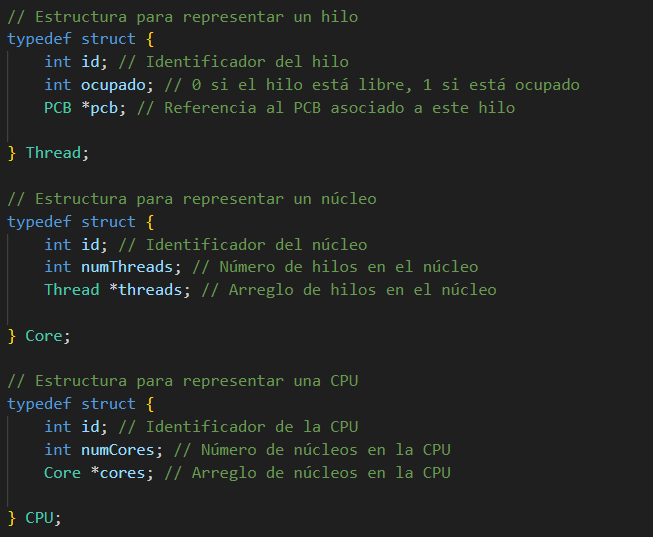 // Estructura para representar un hilo
typedef struct {
    int id; // Identificador del hilo
    int ocupado; // 0 si el hilo está libre, 1 si está ocupado
    PCB *pcb; // Referencia al PCB asociado a este hilo

} Thread;

// Estructura para representar un núcleo
typedef struct {
    int id; // Identificador del núcleo
    int numThreads; // Número de hilos en el núcleo
    Thread *threads; // Arreglo de hilos en el núcleo

} Core;

// Estructura para representar una CPU
typedef struct {
    int id; // Identificador de la CPU
    int numCores; // Número de núcleos en la CPU
    Core *cores; // Arreglo de núcleos en la CPU

} CPU;